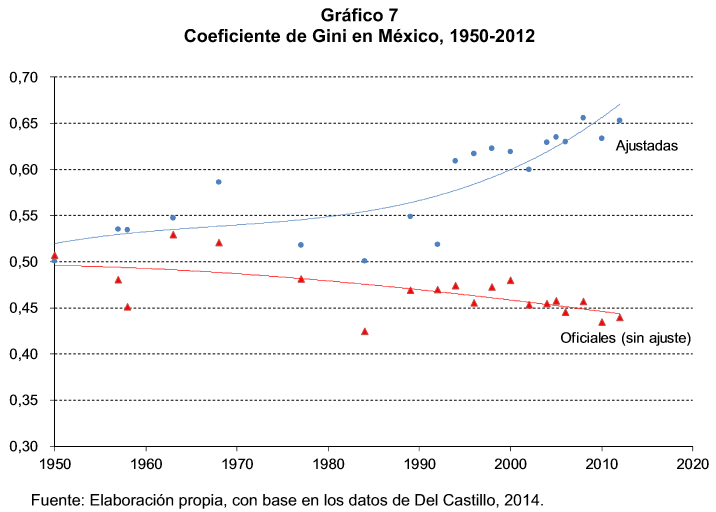 Gráfico 7
Coeficiente de Gini en México, 1950-2012
0,70
0,65
Ajustadas
0,60
0,55
0,50
0,45
Oficiales (sin ajuste)
0,40
0,35
0,30
1950 1960 1970 1980 1990 2000 2010 2020
Fuente: Elaboración propia, con base en los datos de Del Castillo, 2014.